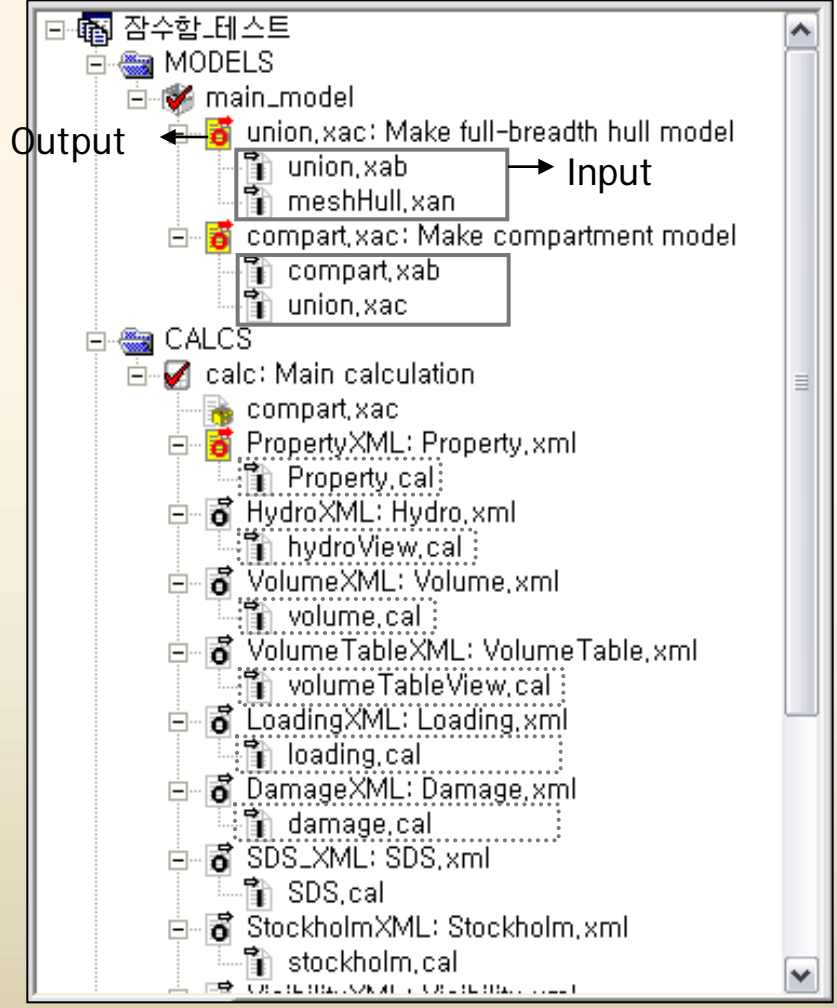 잠수함_테스트
MODELS
main_model
Output
union.xac: Make full-breadth hull model
union.xab
Input
meshHull.xan
compart.xac: Make compartment model
compart.xab
union.xac
CALCS
calc: Main calculation
compart.xac
PropertyXML: Property.xml
Property.cal
HydroXML: Hydro.xml
hydroView.cal
VolumeXML: Volume.xml
volume.cal
VolumeTableXML: VolumeTable.xml
volumeTableView.cal
LoadingXML: Loading.xml
loading.cal
DamageXML: Damage.xml
damage.cal
SDS_XML: SDS.xml
SDS.cal
StockholmXML: Stockholm.xml
stockholm.cal